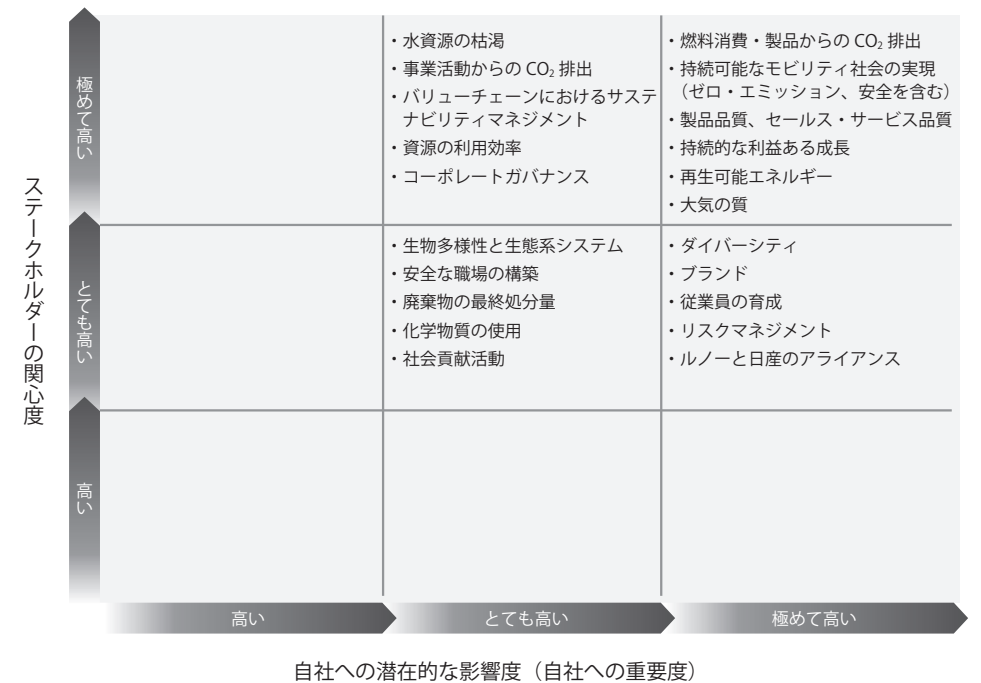 ステークホルダーの関心度
極めて高い
・水資源の枯渇
・事業活動からの CO₂ 排出
・バリューチェーンにおけるサステ
ナビリティマネジメント
・資源の利用効率
・コーポレートガバナンス
・燃料消費・製品からの CO₂ 排出
・持続可能なモビリティ社会の実現
（ゼロ・エミッション、安全を含む）
・製品品質、セールス・サービス品質
・持続的な利益ある成長
・再生可能エネルギー
・大気の質
とても高い
・生物多様性と生態系システム
・安全な職場の構築
・廃棄物の最終処分量
・化学物質の使用
・社会貢献活動
・ダイバーシティ
・ブランド
・従業員の育成
・リスクマネジメント
・ルノーと日産のアライアンス
高い
高い
とても高い
極めて高い
自社への潜在的な影響度（自社への重要度）